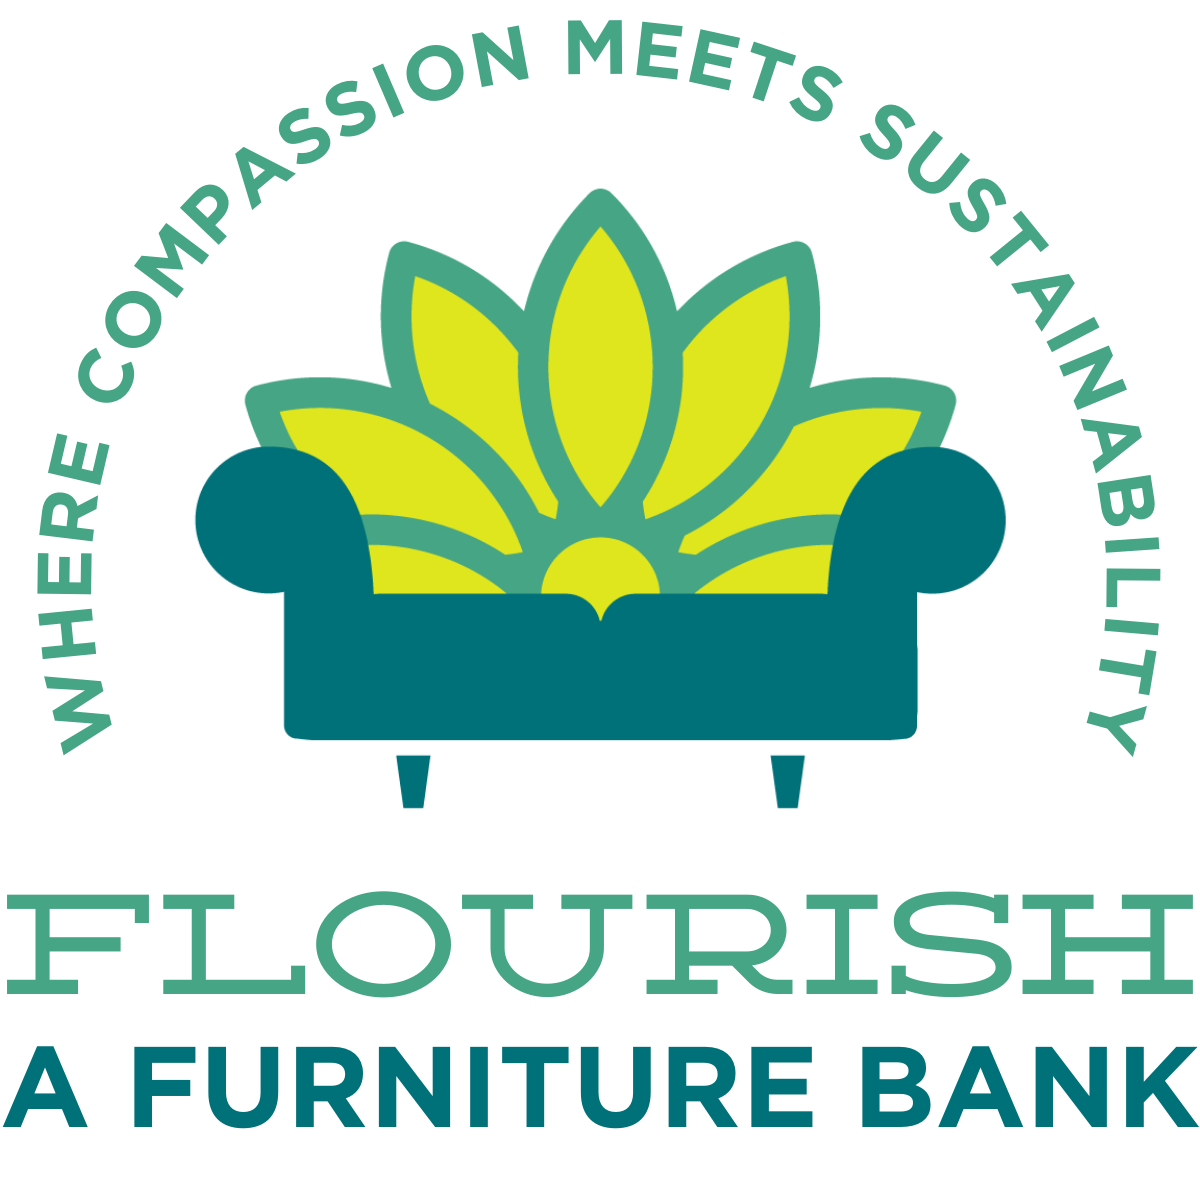 WHERE COMPASSION MEETS SUSTAINABILITY
FLOURISH
A FURNITURE BANK